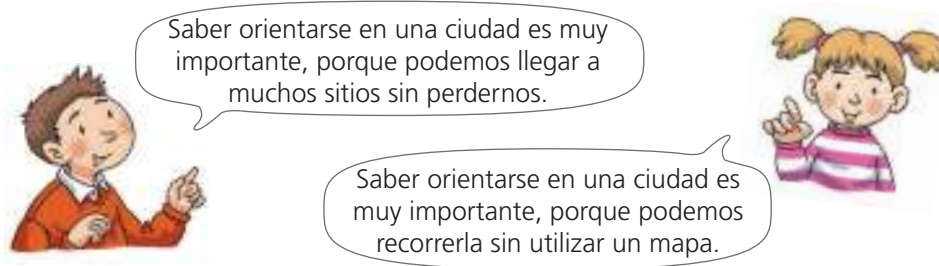 Saber orientarse en una ciudad es muy
importante, porque podemos llegar a
muchos sitios sin perdernos.
Saber orientarse en una ciudad es
muy importante, porque podemos
recorrerla sin utilizar un mapa.